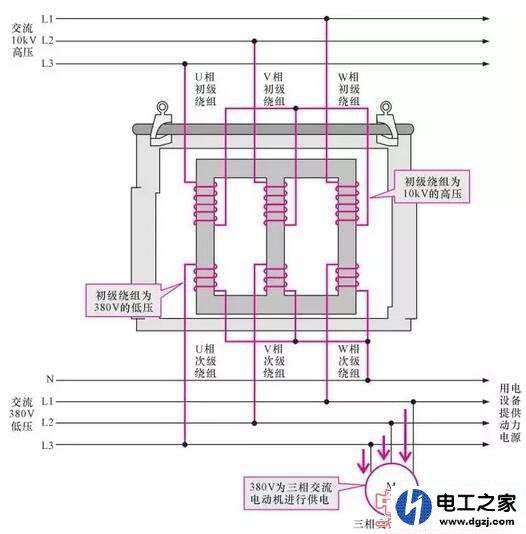 L1
交流
10kV
高压
L2
L3
U相
初级
绕组
V相
初级
绕组
W相
初级
绕组
初级绕组为
10kV的高压
初级绕组为
380V的低压
U相
次级
绕组
V相
次级
绕组
W相
次级
绕组
N
交流
380V
低压
L1
L2
L3
用电
设备
提供
动力
电源
380V为三相交流
电动机进行供电
M
三相
电工之家
www.dgzj.com